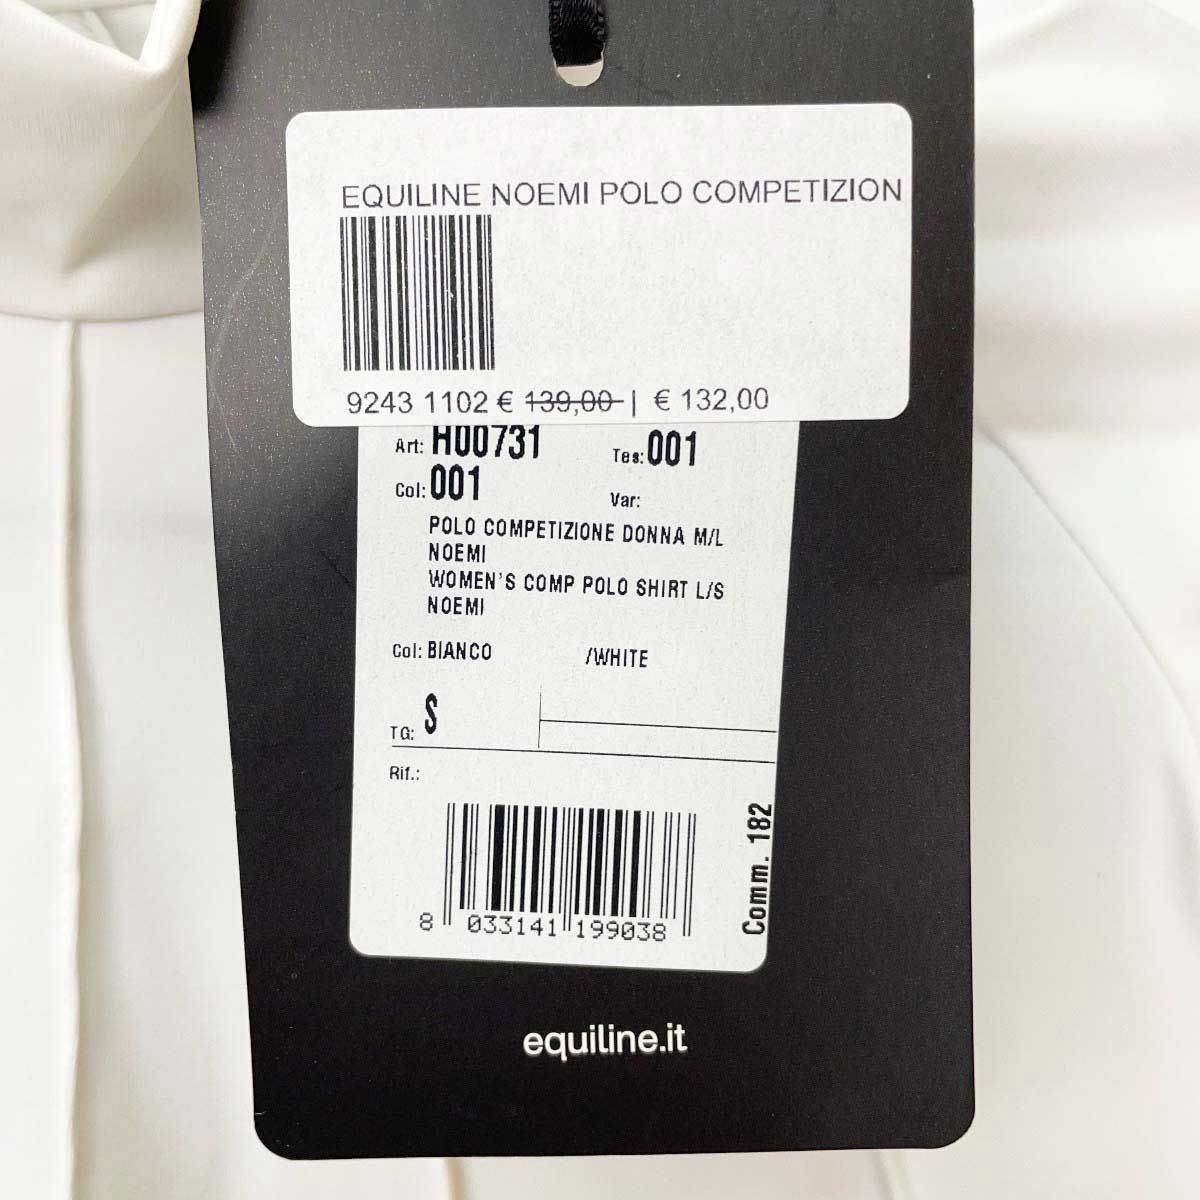 EQUILINE NOEMI POLO COMPETIZION
9243 1102 € 139,00 | € 132,00
Art: H00731 Tes: 001
Col: 001 Var:
POLO COMPETIZIONE DONNA M/L
NOEMI
WOMEN'S COMP POLO SHIRT L/S
NOEMI
Col: BIANCO /WHITE
TG: S
Rif.:
Comm. 182
8 033141 199038
equiline.it